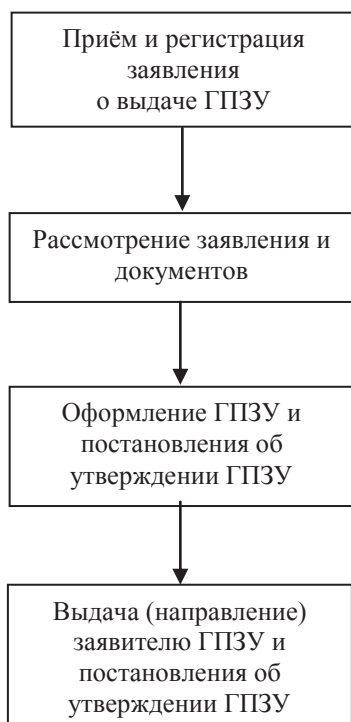 Приём и регистрация
заявления
о выдаче ГПЗУ
Рассмотрение заявления и
документов
Оформление ГПЗУ и
постановления об
утверждении ГПЗУ
Выдача (направление)
заявителю ГПЗУ и
постановления об
утверждении ГПЗУ